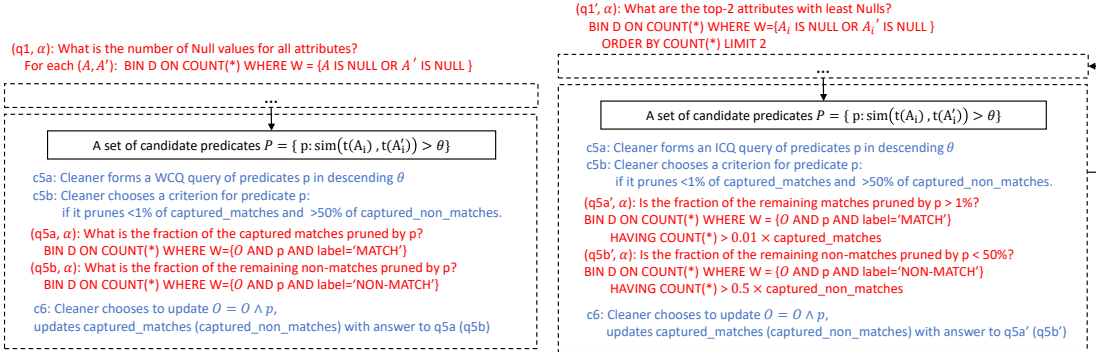 (q1, α): What is the number of Null values for all attributes?
For each (A, A′): BIN D ON COUNT(*) WHERE W = {A IS NULL OR A′ IS NULL }
...
A set of candidate predicates P = { p: sim(t(Aᵢ) , t(A′ᵢ)) > θ}
c5a: Cleaner forms a WCQ query of predicates p in descending θ
c5b: Cleaner chooses a criterion for predicate p:
if it prunes <1% of captured_matches and >50% of captured_non_matches.
(q5a, α): What is the fraction of the captured matches pruned by p?
BIN D ON COUNT(*) WHERE W={O AND p AND label='MATCH'}
(q5b, α): What is the fraction of the remaining non-matches pruned by p?
BIN D ON COUNT(*) WHERE W={O AND p AND label='NON-MATCH'}
c6: Cleaner chooses to update O = O ∧ p,
updates captured_matches (captured_non_matches) with answer to q5a (q5b)
(q1', α): What are the top-2 attributes with least Nulls?
BIN D ON COUNT(*) WHERE W={Aᵢ IS NULL OR Aᵢ′ IS NULL }
ORDER BY COUNT(*) LIMIT 2
...
A set of candidate predicates P = { p: sim(t(Aᵢ) , t(A′ᵢ)) > θ}
c5a: Cleaner forms an ICQ query of predicates p in descending θ
c5b: Cleaner chooses a criterion for predicate p:
if it prunes <1% of captured_matches and >50% of captured_non_matches.
(q5a', α): Is the fraction of the remaining matches pruned by p > 1%?
BIN D ON COUNT(*) WHERE W = {O AND p AND label='MATCH'}
HAVING COUNT(*) > 0.01 × captured_matches
(q5b', α): Is the fraction of the remaining non-matches pruned by p < 50%?
BIN D ON COUNT(*) WHERE W = {O AND p AND label='NON-MATCH'}
HAVING COUNT(*) > 0.5 × captured_non_matches
c6: Cleaner chooses to update O = O ∧ p,
updates captured_matches (captured_non_matches) with answer to q5a' (q5b')